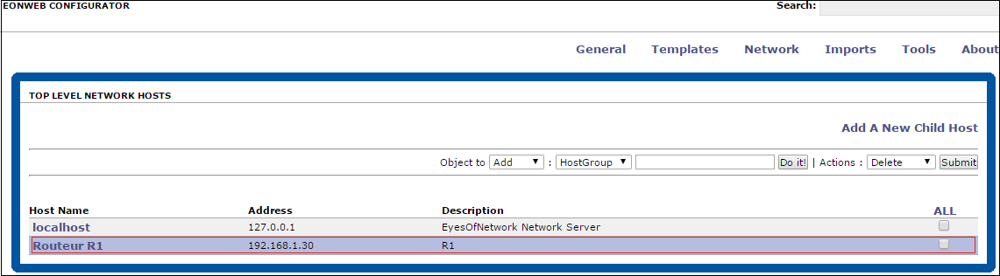 EONWEB CONFIGURATOR Search:
General Templates Network Imports Tools About
TOP LEVEL NETWORK HOSTS
Add A New Child Host
Object to Add : HostGroup Do it! | Actions : Delete Submit
Host Name Address Description ALL
localhost 127.0.0.1 EyesOfNetwork Network Server
Routeur R1 192.168.1.30 R1